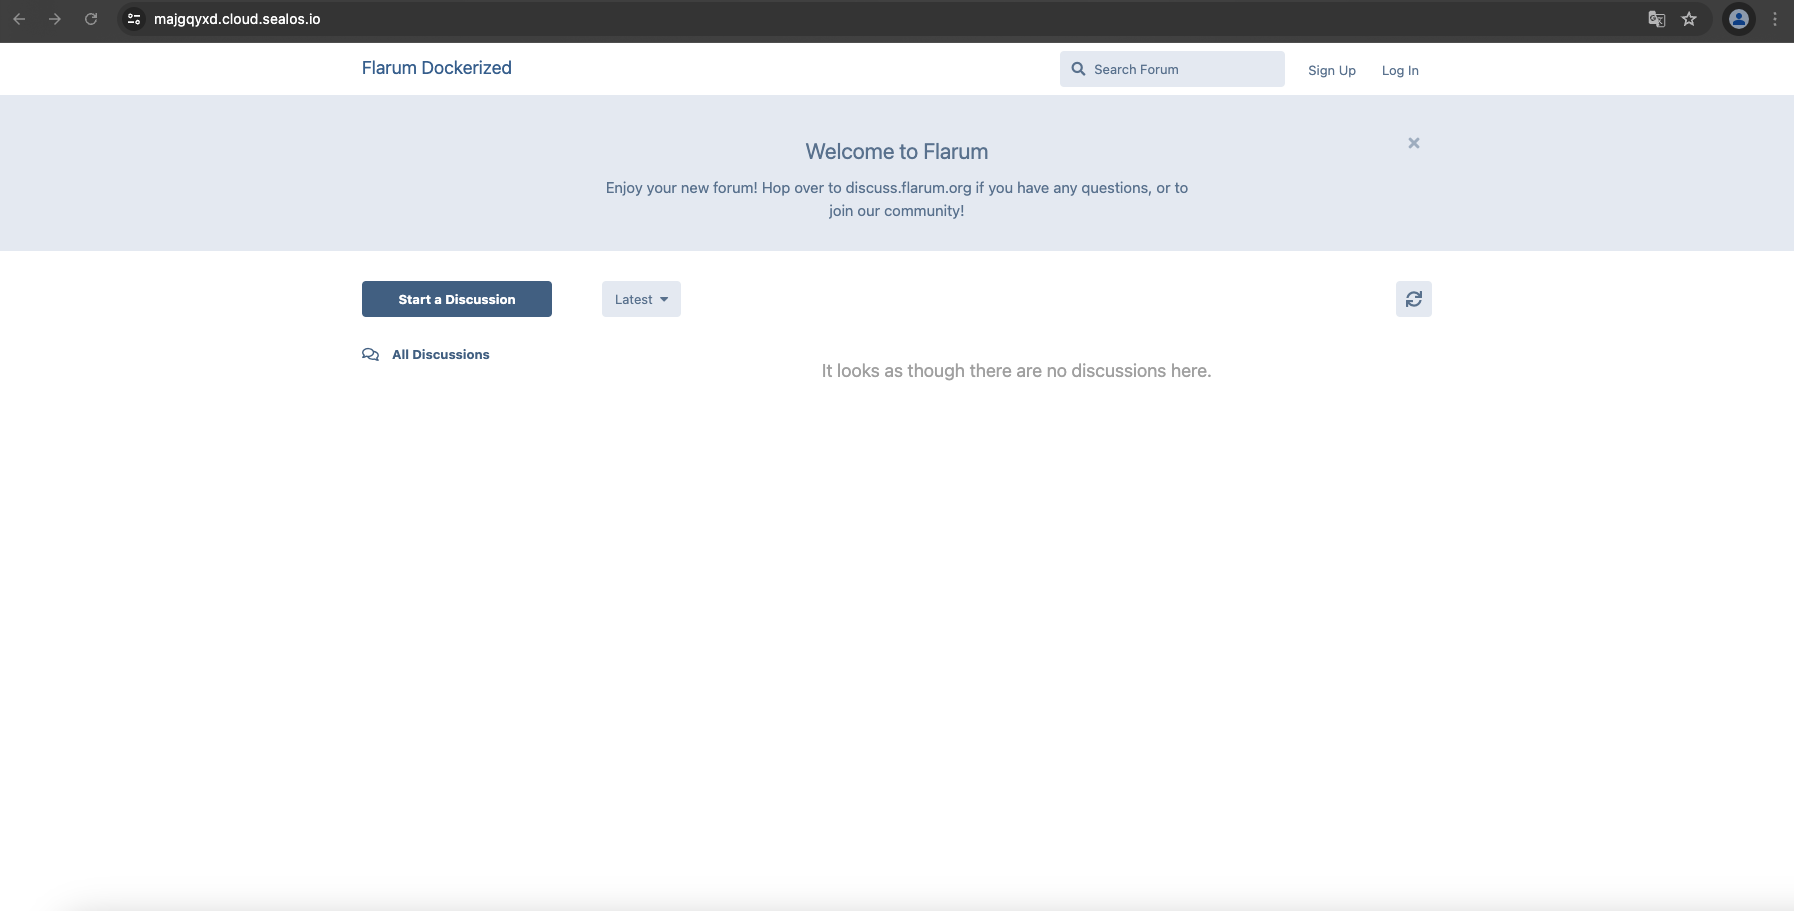 majgqyxd.cloud.sealos.io
Flarum Dockerized
Search Forum
Sign Up
Log In
Welcome to Flarum
Enjoy your new forum! Hop over to discuss.flarum.org if you have any questions, or to
join our community!
Start a Discussion
Latest
All Discussions
It looks as though there are no discussions here.